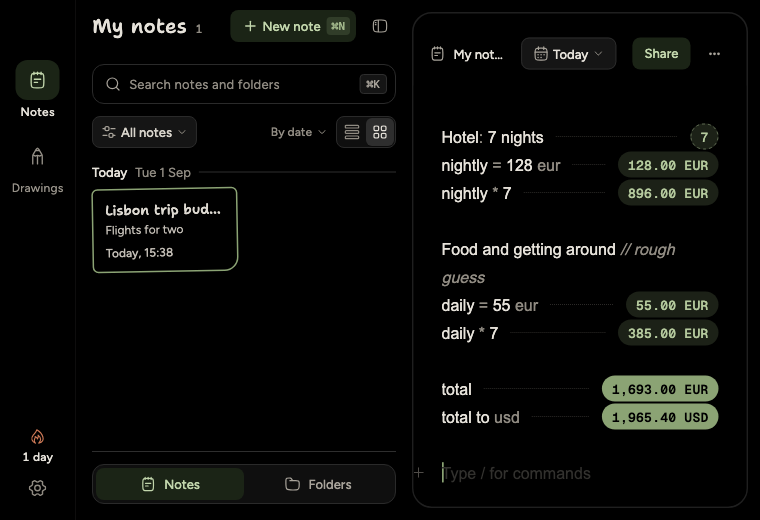 My notes 1
+ New note ⌘N
Notes
Drawings
Search notes and folders ⌘K
All notes
By date
Today Tue 1 Sep
Lisbon trip bud...
Flights for two
Today, 15:38
1 day
Notes
Folders
My not...
Today
Share
...
Hotel: 7 nights 7
nightly = 128 eur 128.00 EUR
nightly * 7 896.00 EUR
Food and getting around // rough
guess
daily = 55 eur 55.00 EUR
daily * 7 385.00 EUR
total 1,693.00 EUR
total to usd 1,965.40 USD
+ Type / for commands